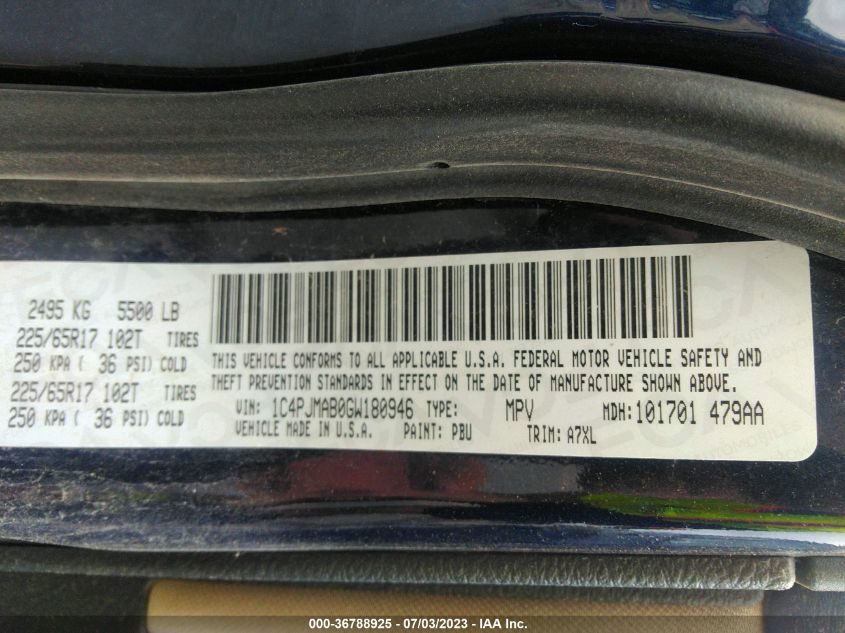 2495 KG 5500 LB
225/65R17 102T TIRES
250 KPA ( 36 PSI) COLD
225/65R17 102T TIRES
250 KPA ( 36 PSI) COLD
THIS VEHICLE CONFORMS TO ALL APPLICABLE U.S.A. FEDERAL MOTOR VEHICLE SAFETY AND
THEFT PREVENTION STANDARDS IN EFFECT ON THE DATE OF MANUFACTURE SHOWN ABOVE.
VIN: 1C4PJMAB0GW180946 TYPE: MPV MDH: 101701 479AA
VEHICLE MADE IN U.S.A. PAINT: PBU TRIM: A7XL
000-36788925 - 07/03/2023 - IAA Inc.